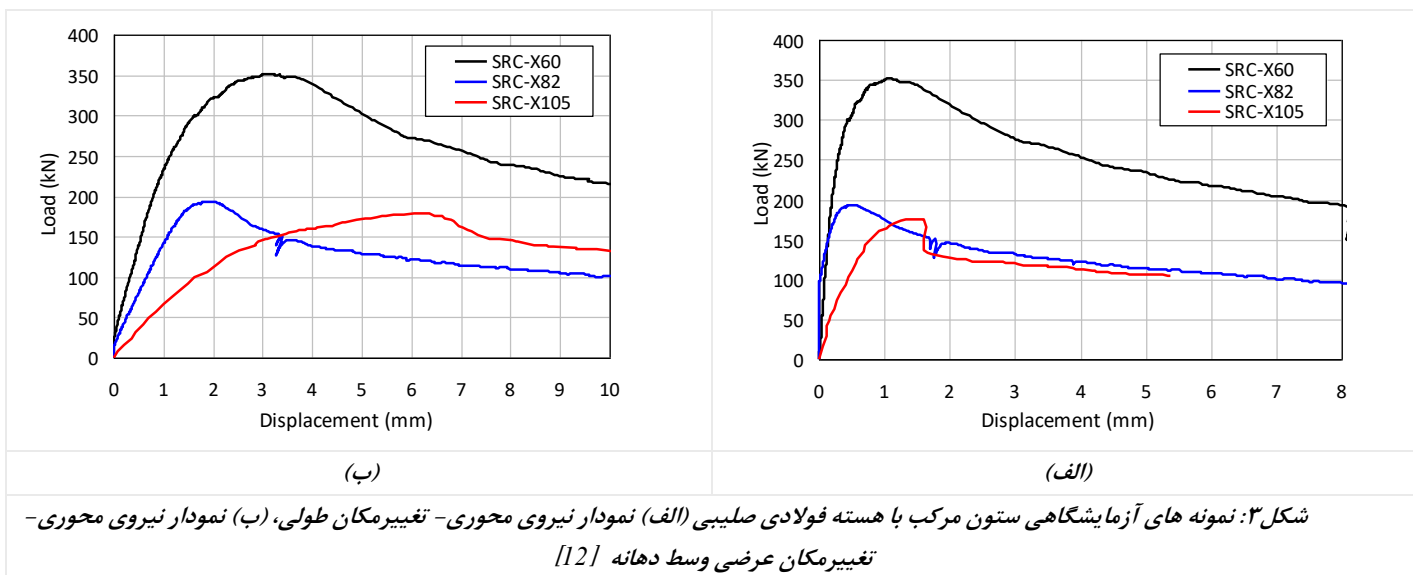 400
350
300
250
200
150
100
50
0
Load (kN)
SRC-X60
SRC-X82
SRC-X105
0 1 2 3 4 5 6 7 8 9 10
Displacement (mm)
(ب)
400
350
300
250
200
150
100
50
0
Load (kN)
SRC-X60
SRC-X82
SRC-X105
0 1 2 3 4 5 6 7 8
Displacement (mm)
(الف)
شکل۳: نمونه های آزمایشگاهی ستون مرکب با هسته فولادی صلیبی (الف) نمودار نیروی محوری- تغییرمکان طولی، (ب) نمودار نیروی محوری-
تغییرمکان عرضی وسط دهانه [12]